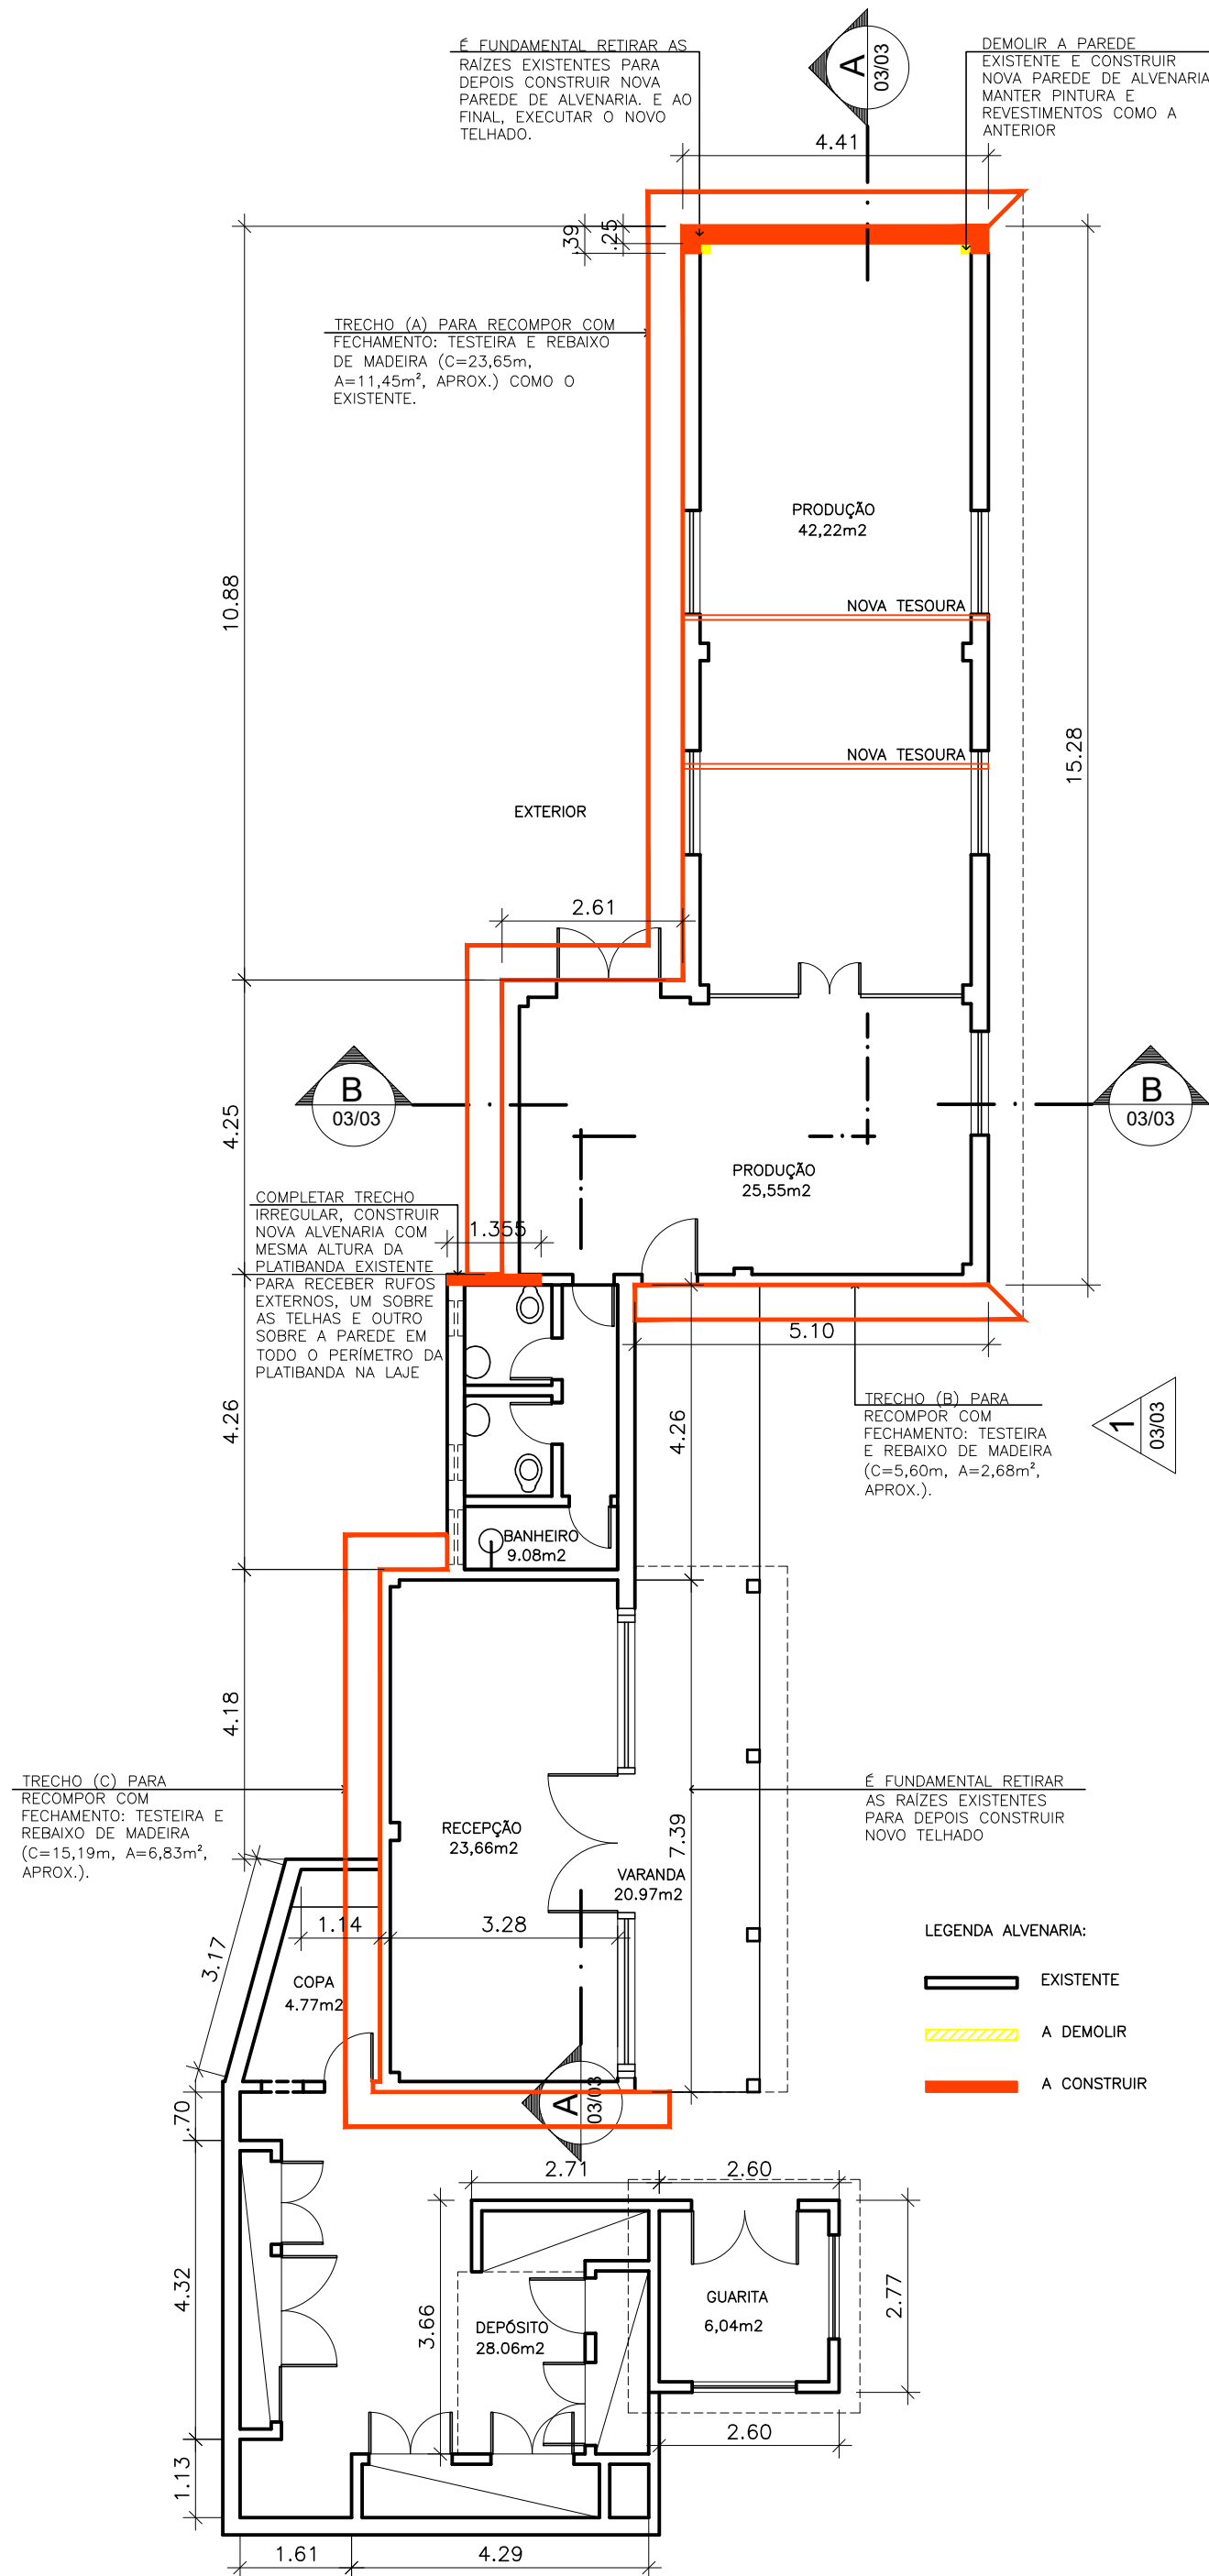 É FUNDAMENTAL RETIRAR AS
RAÍZES EXISTENTES PARA
DEPOIS CONSTRUIR NOVA
PAREDE DE ALVENARIA. E AO
FINAL, EXECUTAR O NOVO
TELHADO.
A
03/03
DEMOLIR A PAREDE
EXISTENTE E CONSTRUIR
NOVA PAREDE DE ALVENARIA
MANTER PINTURA E
REVESTIMENTOS COMO A
ANTERIOR
4.41
.39
.25
TRECHO (A) PARA RECOMPOR COM
FECHAMENTO: TESTEIRA E REBAIXO
DE MADEIRA (C=23,65m,
A=11,45m², APROX.) COMO O
EXISTENTE.
PRODUÇÃO
42,22m2
10.88
NOVA TESOURA
NOVA TESOURA
15.28
EXTERIOR
2.61
B
03/03
B
03/03
4.25
PRODUÇÃO
25,55m2
COMPLETAR TRECHO
IRREGULAR, CONSTRUIR
NOVA ALVENARIA COM
MESMA ALTURA DA
PLATIBANDA EXISTENTE
PARA RECEBER RUFOS
EXTERNOS, UM SOBRE
AS TELHAS E OUTRO
SOBRE A PAREDE EM
TODO O PERÍMETRO DA
PLATIBANDA NA LAJE
1.355
5.10
4.26
4.26
TRECHO (B) PARA
RECOMPOR COM
FECHAMENTO: TESTEIRA
E REBAIXO DE MADEIRA
(C=5,60m, A=2,68m²,
APROX.).
1
03/03
BANHEIRO
9.08m2
4.18
TRECHO (C) PARA
RECOMPOR COM
FECHAMENTO: TESTEIRA E
REBAIXO DE MADEIRA
(C=15,19m, A=6,83m²,
APROX.).
RECEPÇÃO
23,66m2
7.39
É FUNDAMENTAL RETIRAR
AS RAÍZES EXISTENTES
PARA DEPOIS CONSTRUIR
NOVO TELHADO
VARANDA
20.97m2
1.14
3.28
3.17
COPA
4.77m2
LEGENDA ALVENARIA:
EXISTENTE
A DEMOLIR
A CONSTRUIR
A
03/03
.70
2.71
2.60
4.32
3.66
DEPÓSITO
28.06m2
GUARITA
6,04m2
2.77
2.60
1.13
1.61
4.29